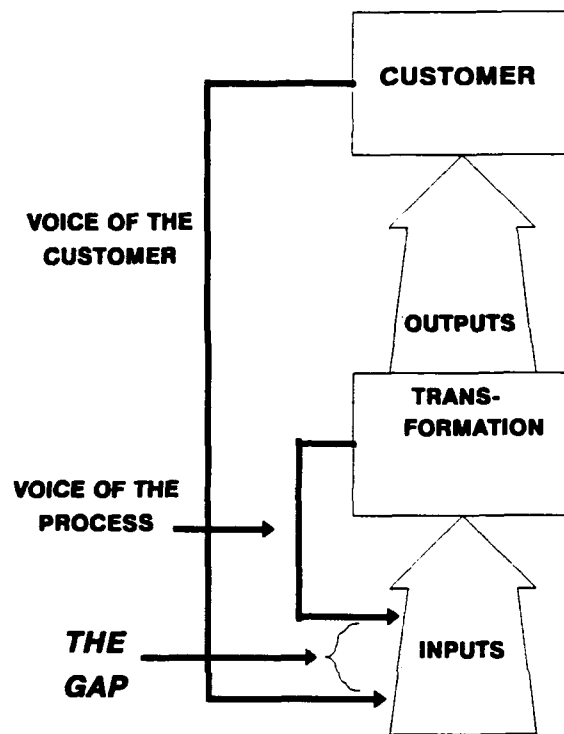 CUSTOMER
VOICE OF THE
CUSTOMER
OUTPUTS
TRANS-
FORMATION
VOICE OF THE
PROCESS
THE
GAP
INPUTS